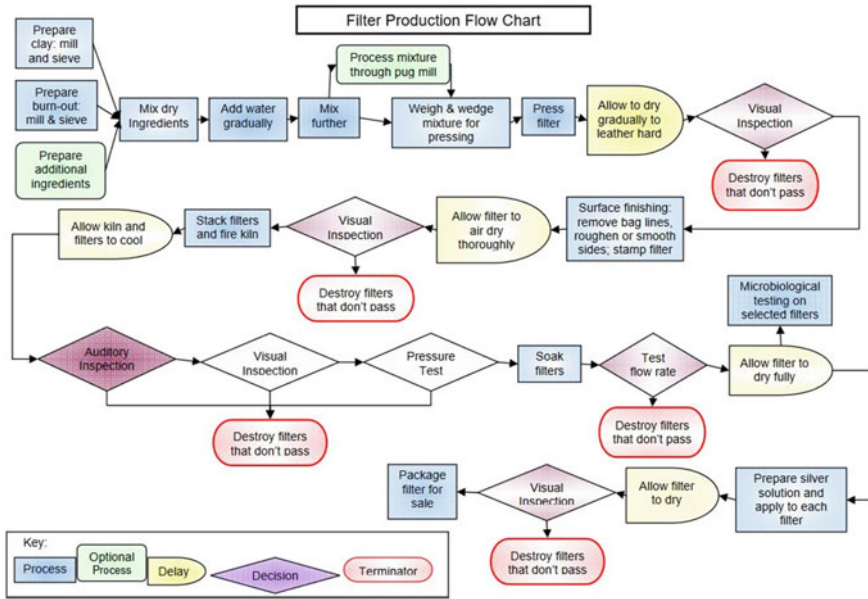 Filter Production Flow Chart
Prepare
clay: mill
and sieve
Prepare
burn-out:
mill & sieve
Prepare
additional
ingredients
Mix dry
Ingredients
Add water
gradually
Mix
further
Process mixture
through pug mill
Weigh & wedge
mixture for
pressing
Press
filter
Allow to dry
gradually to
leather hard
Visual
Inspection
Destroy filters
that don't pass
Surface finishing:
remove bag lines,
roughen or smooth
sides; stamp filter
Allow filter to
air dry
thoroughly
Visual
Inspection
Destroy filters
that don't pass
Stack filters
and fire kiln
Allow kiln and
filters to cool
Auditory
Inspection
Visual
Inspection
Pressure
Test
Destroy filters
that don't pass
Soak
filters
Test
flow rate
Destroy filters
that don't pass
Allow filter to
dry fully
Microbiological
testing on
selected filters
Prepare silver
solution and
apply to each
filter
Allow filter
to dry
Visual
Inspection
Destroy filters
that don't pass
Package
filter for
sale
Key:
Process
Optional
Process
Delay
Decision
Terminator